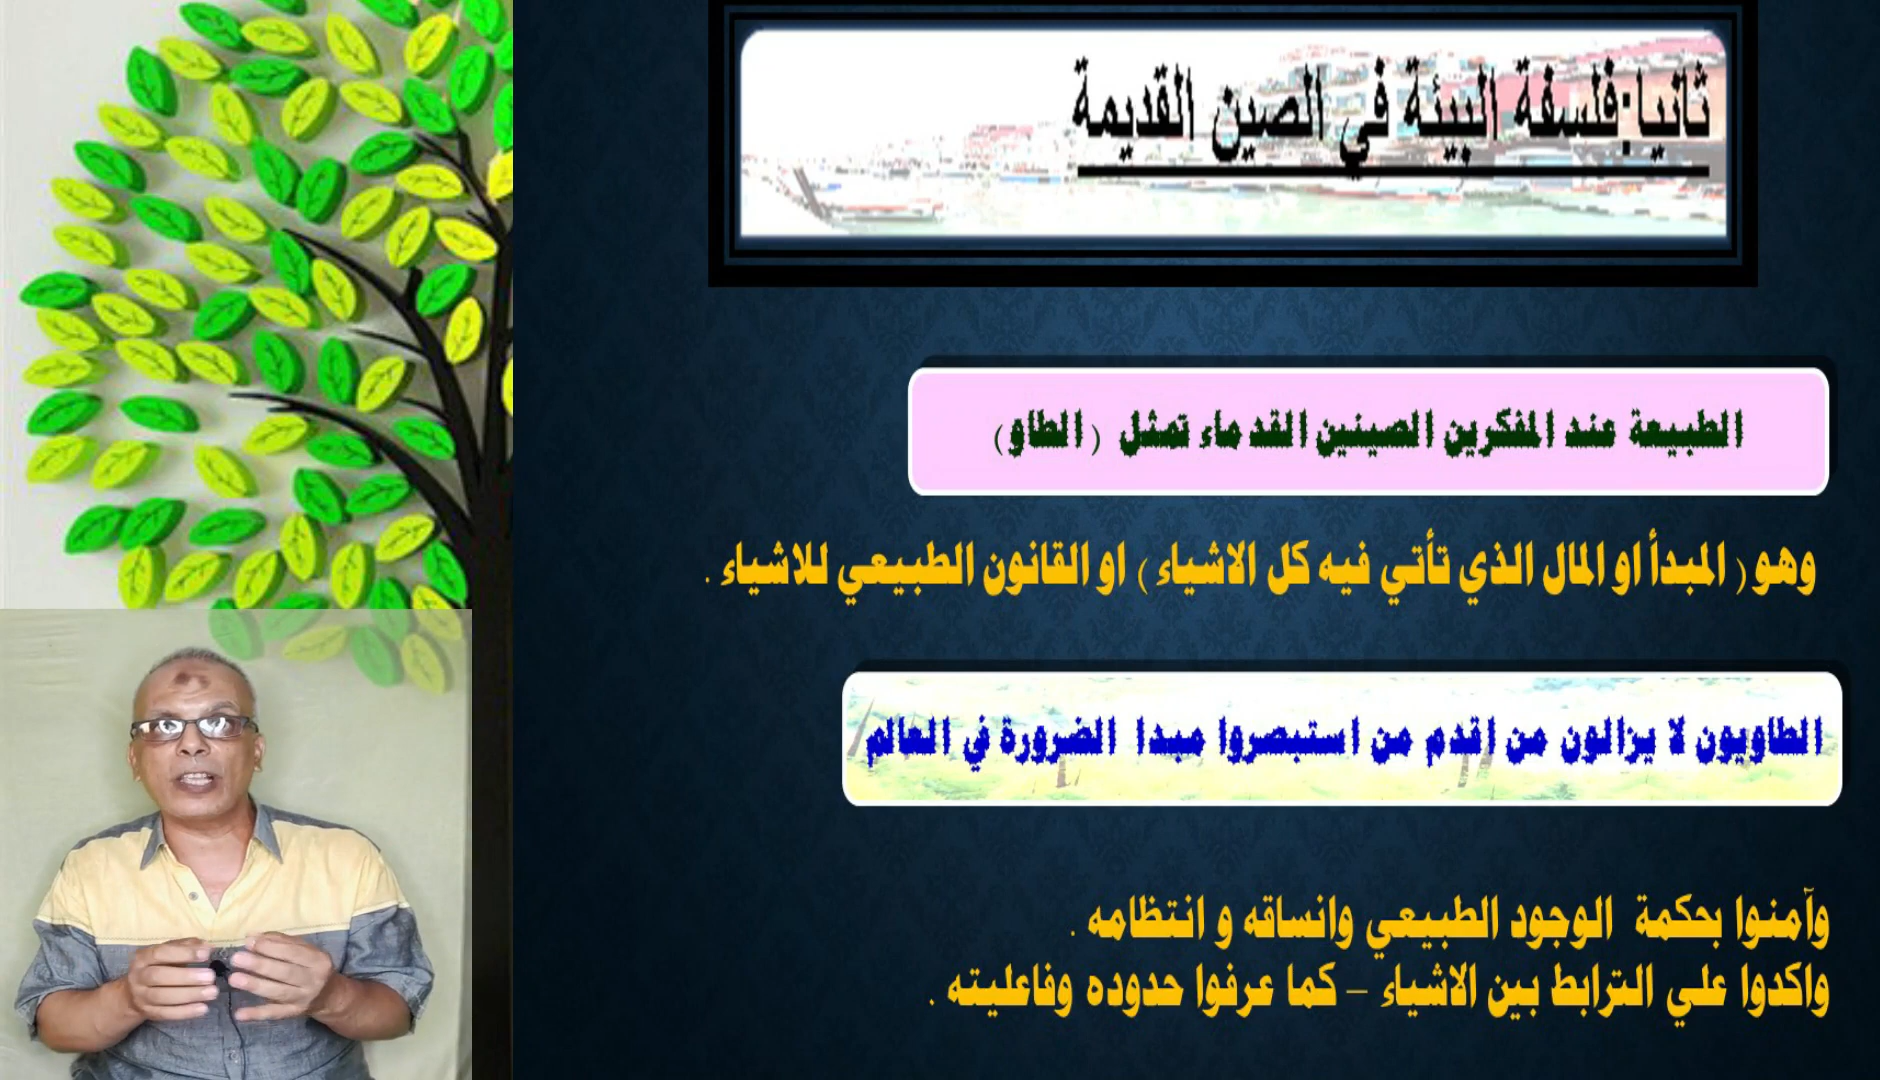 ثانيا:فلسفة البيئة في الصين القديمة
الطبيعة عند المفكرين الصينين القدماء تمثل (الطاو)
وهو( المبدأ او المال الذي تأتي فيه كل الاشياء) او القانون الطبيعي للاشياء .
الطاويون لا يزالون من اقدم من استبصروا مبدا الضرورة في العالم
وآمنوا بحكمة الوجود الطبيعي وانساقه و انتظامه .
واكدوا علي الترابط بين الاشياء – كما عرفوا حدوده وفاعليته .